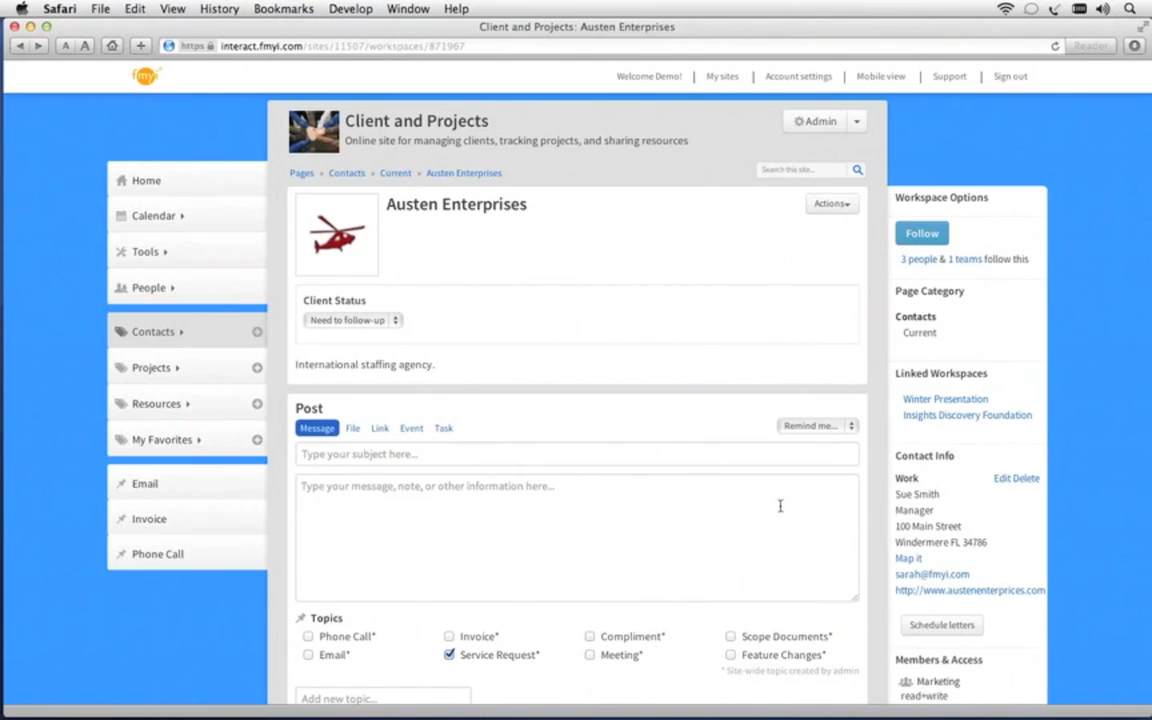 Safari File Edit View History Bookmarks Develop Window Help
Client and Projects: Austen Enterprises
A A https interact.fmyi.com/sites/11507/workspaces/871967 Reader
fmyi Welcome Demo! | My sites | Account settings | Mobile view | Support | Sign out
Client and Projects
Online site for managing clients, tracking projects, and sharing resources
Admin
Pages » Contacts » Current » Austen Enterprises
Search this site...
Home
Calendar
Tools
People
Contacts
Projects
Resources
My Favorites
Email
Invoice
Phone Call
Austen Enterprises
Actions
Client Status
Need to follow-up
International staffing agency.
Post
Message File Link Event Task
Remind me...
Type your subject here...
Type your message, note, or other information here...
Topics
Phone Call* Invoice* Compliment* Scope Documents*
Email* Service Request* Meeting* Feature Changes*
* Site-wide topic created by admin
Add new topic...
Workspace Options
Follow
3 people & 1 teams follow this
Page Category
Contacts
Current
Linked Workspaces
Winter Presentation
Insights Discovery Foundation
Contact Info
Work Edit Delete
Sue Smith
Manager
100 Main Street
Windermere FL 34786
Map it
sarah@fmyi.com
http://www.austenenterprices.com
Schedule letters
Members & Access
Marketing
read+write